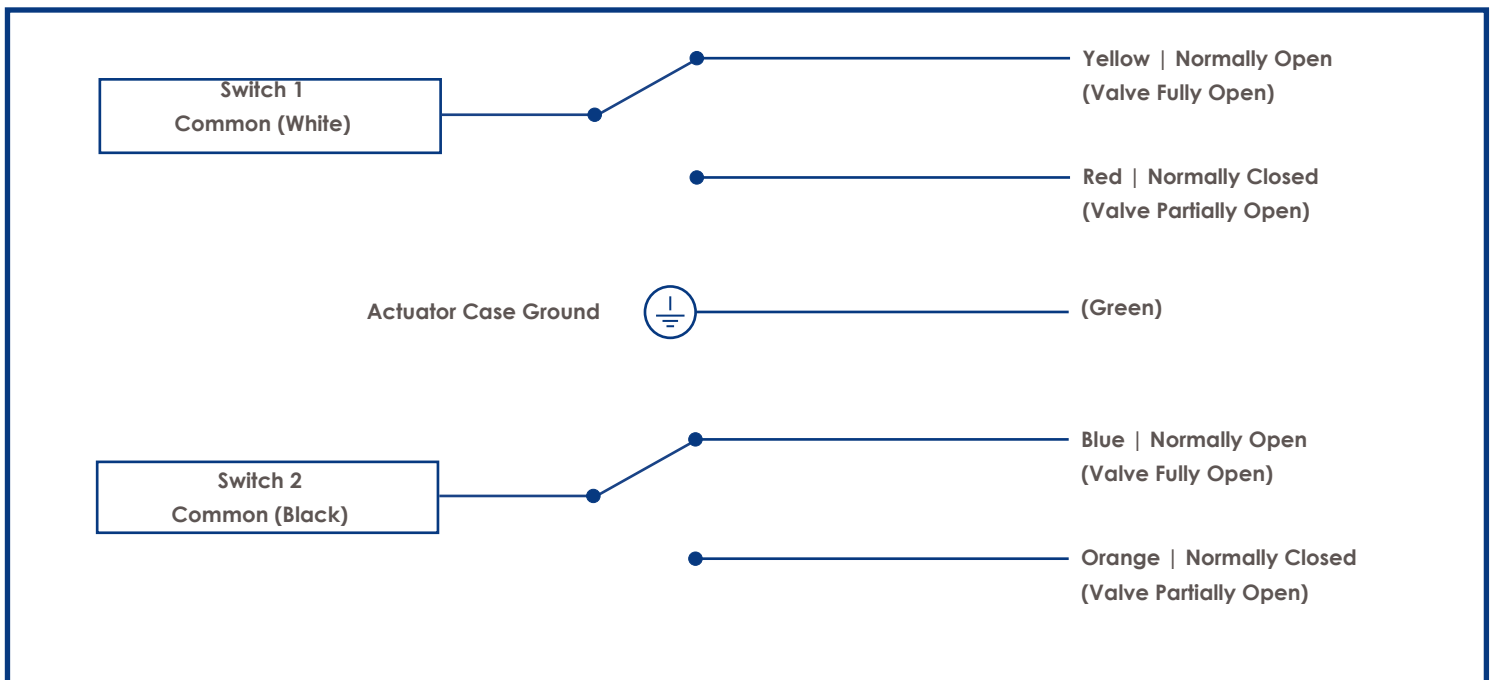 Switch 1
Common (White)
Yellow | Normally Open
(Valve Fully Open)
Red | Normally Closed
(Valve Partially Open)
Actuator Case Ground
(Green)
Switch 2
Common (Black)
Blue | Normally Open
(Valve Fully Open)
Orange | Normally Closed
(Valve Partially Open)